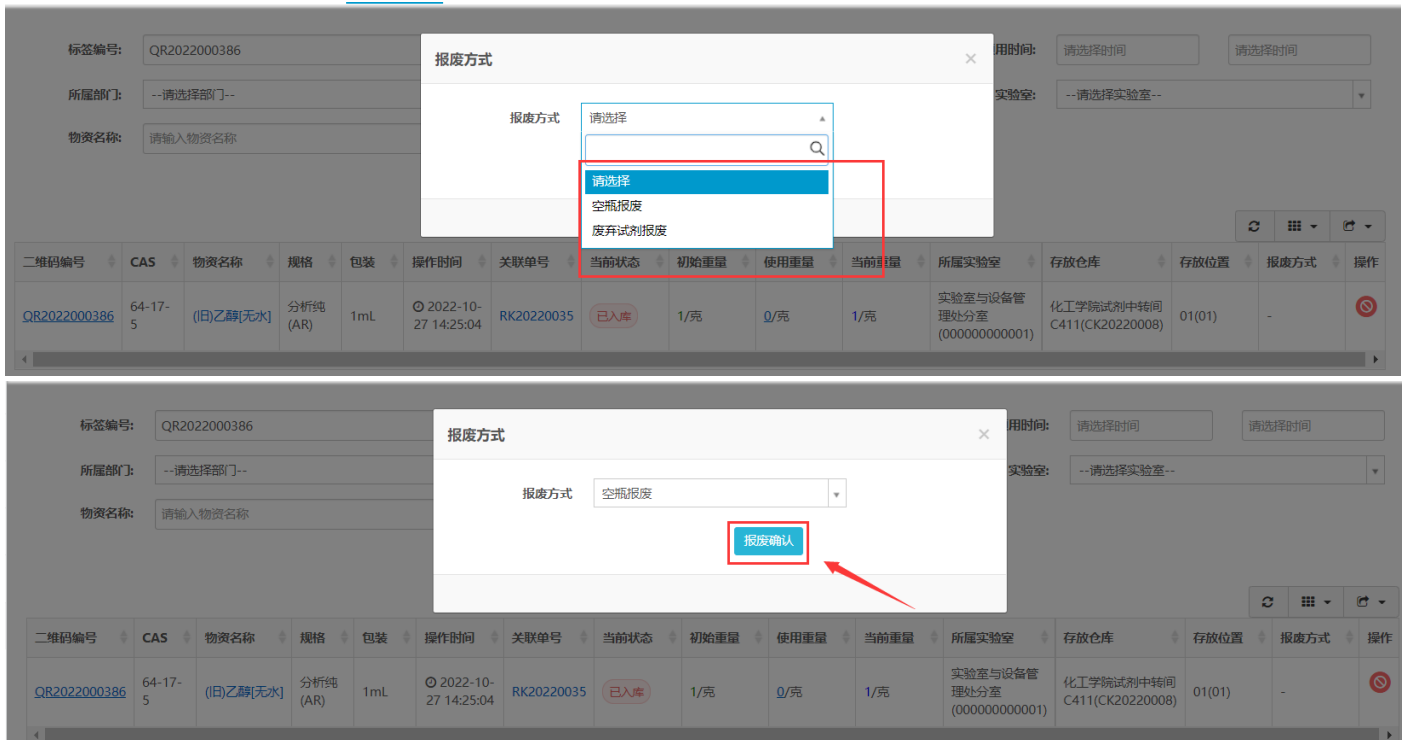 标签编号: QR2022000386 报废方式 × 用时间: 请选择时间 请选择时间
所属部门: --请选择部门-- 报废方式 请选择 实验室: --请选择实验室--
物资名称: 请输入物资名称
请选择
空瓶报废
废弃试剂报废
二维码编号 CAS 物资名称 规格 包装 操作时间 关联单号 当前状态 初始重量 使用重量 当前重量 所属实验室 存放仓库 存放位置 报废方式 操作
QR2022000386 64-17-5 (旧)乙醇[无水] 分析纯(AR) 1mL 2022-10-27 14:25:04 RK20220035 已入库 1/克 0/克 1/克 实验室与设备管理处分室(000000000001) 化工学院试剂中转间C411(CK20220008) 01(01) -
标签编号: QR2022000386 报废方式 × 用时间: 请选择时间 请选择时间
所属部门: --请选择部门-- 报废方式 空瓶报废 实验室: --请选择实验室--
物资名称: 请输入物资名称
报废确认
二维码编号 CAS 物资名称 规格 包装 操作时间 关联单号 当前状态 初始重量 使用重量 当前重量 所属实验室 存放仓库 存放位置 报废方式 操作
QR2022000386 64-17-5 (旧)乙醇[无水] 分析纯(AR) 1mL 2022-10-27 14:25:04 RK20220035 已入库 1/克 0/克 1/克 实验室与设备管理处分室(000000000001) 化工学院试剂中转间C411(CK20220008) 01(01) -